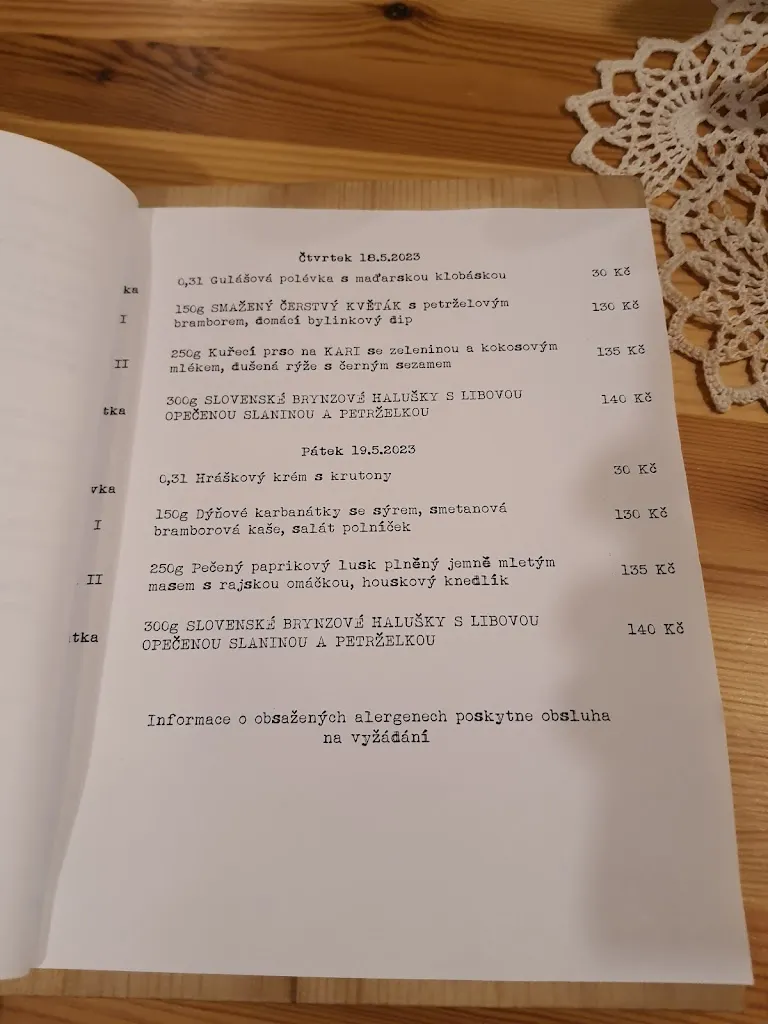 Čtvrtek 18.5.2023
ka 0,3l Gulášová polévka s maďarskou klobáskou 30 Kč
I 150g SMAŽENÝ ČERSTVÝ KVĚTÁK s petrželovým 130 Kč
bramborem, domácí bylinkový dip
II 250g Kuřecí prso na KARI se zeleninou a kokosovým 135 Kč
mlékem, dušená rýže s černým sezamem
tka 300g SLOVENSKÉ BRYNZOVÉ HALUŠKY S LIBOVOU 140 Kč
OPEČENOU SLANINOU A PETRŽELKOU
Pátek 19.5.2023
vka 0,3l Hráškový krém s krutony 30 Kč
I 150g Dýňové karbanátky se sýrem, smetanová 130 Kč
bramborová kaše, salát polníček
. II 250g Pečený paprikový lusk plněný jemně mletým 135 Kč
masem s rajskou omáčkou, houskový knedlík
tka 300g SLOVENSKÉ BRYNZOVÉ HALUŠKY S LIBOVOU 140 Kč
OPEČENOU SLANINOU A PETRŽELKOU
Informace o obsažených alergenech poskytne obsluha
na vyžádání